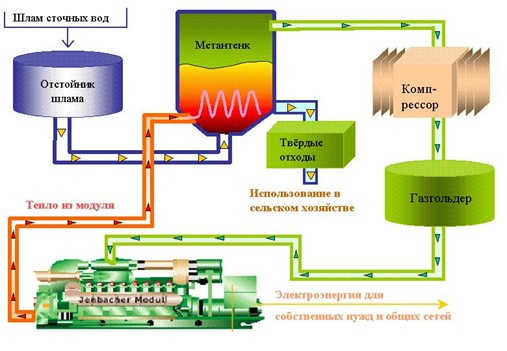 Шлам сточных вод
Метантенк
Отстойник
шлама
Комп-
рессор
Твёрдые
отходы
Использование в
сельском хозяйстве
Тепло из модуля
Газгольдер
Jenbacher Modul
Электроэнергия для
собственных нужд и общих сетей